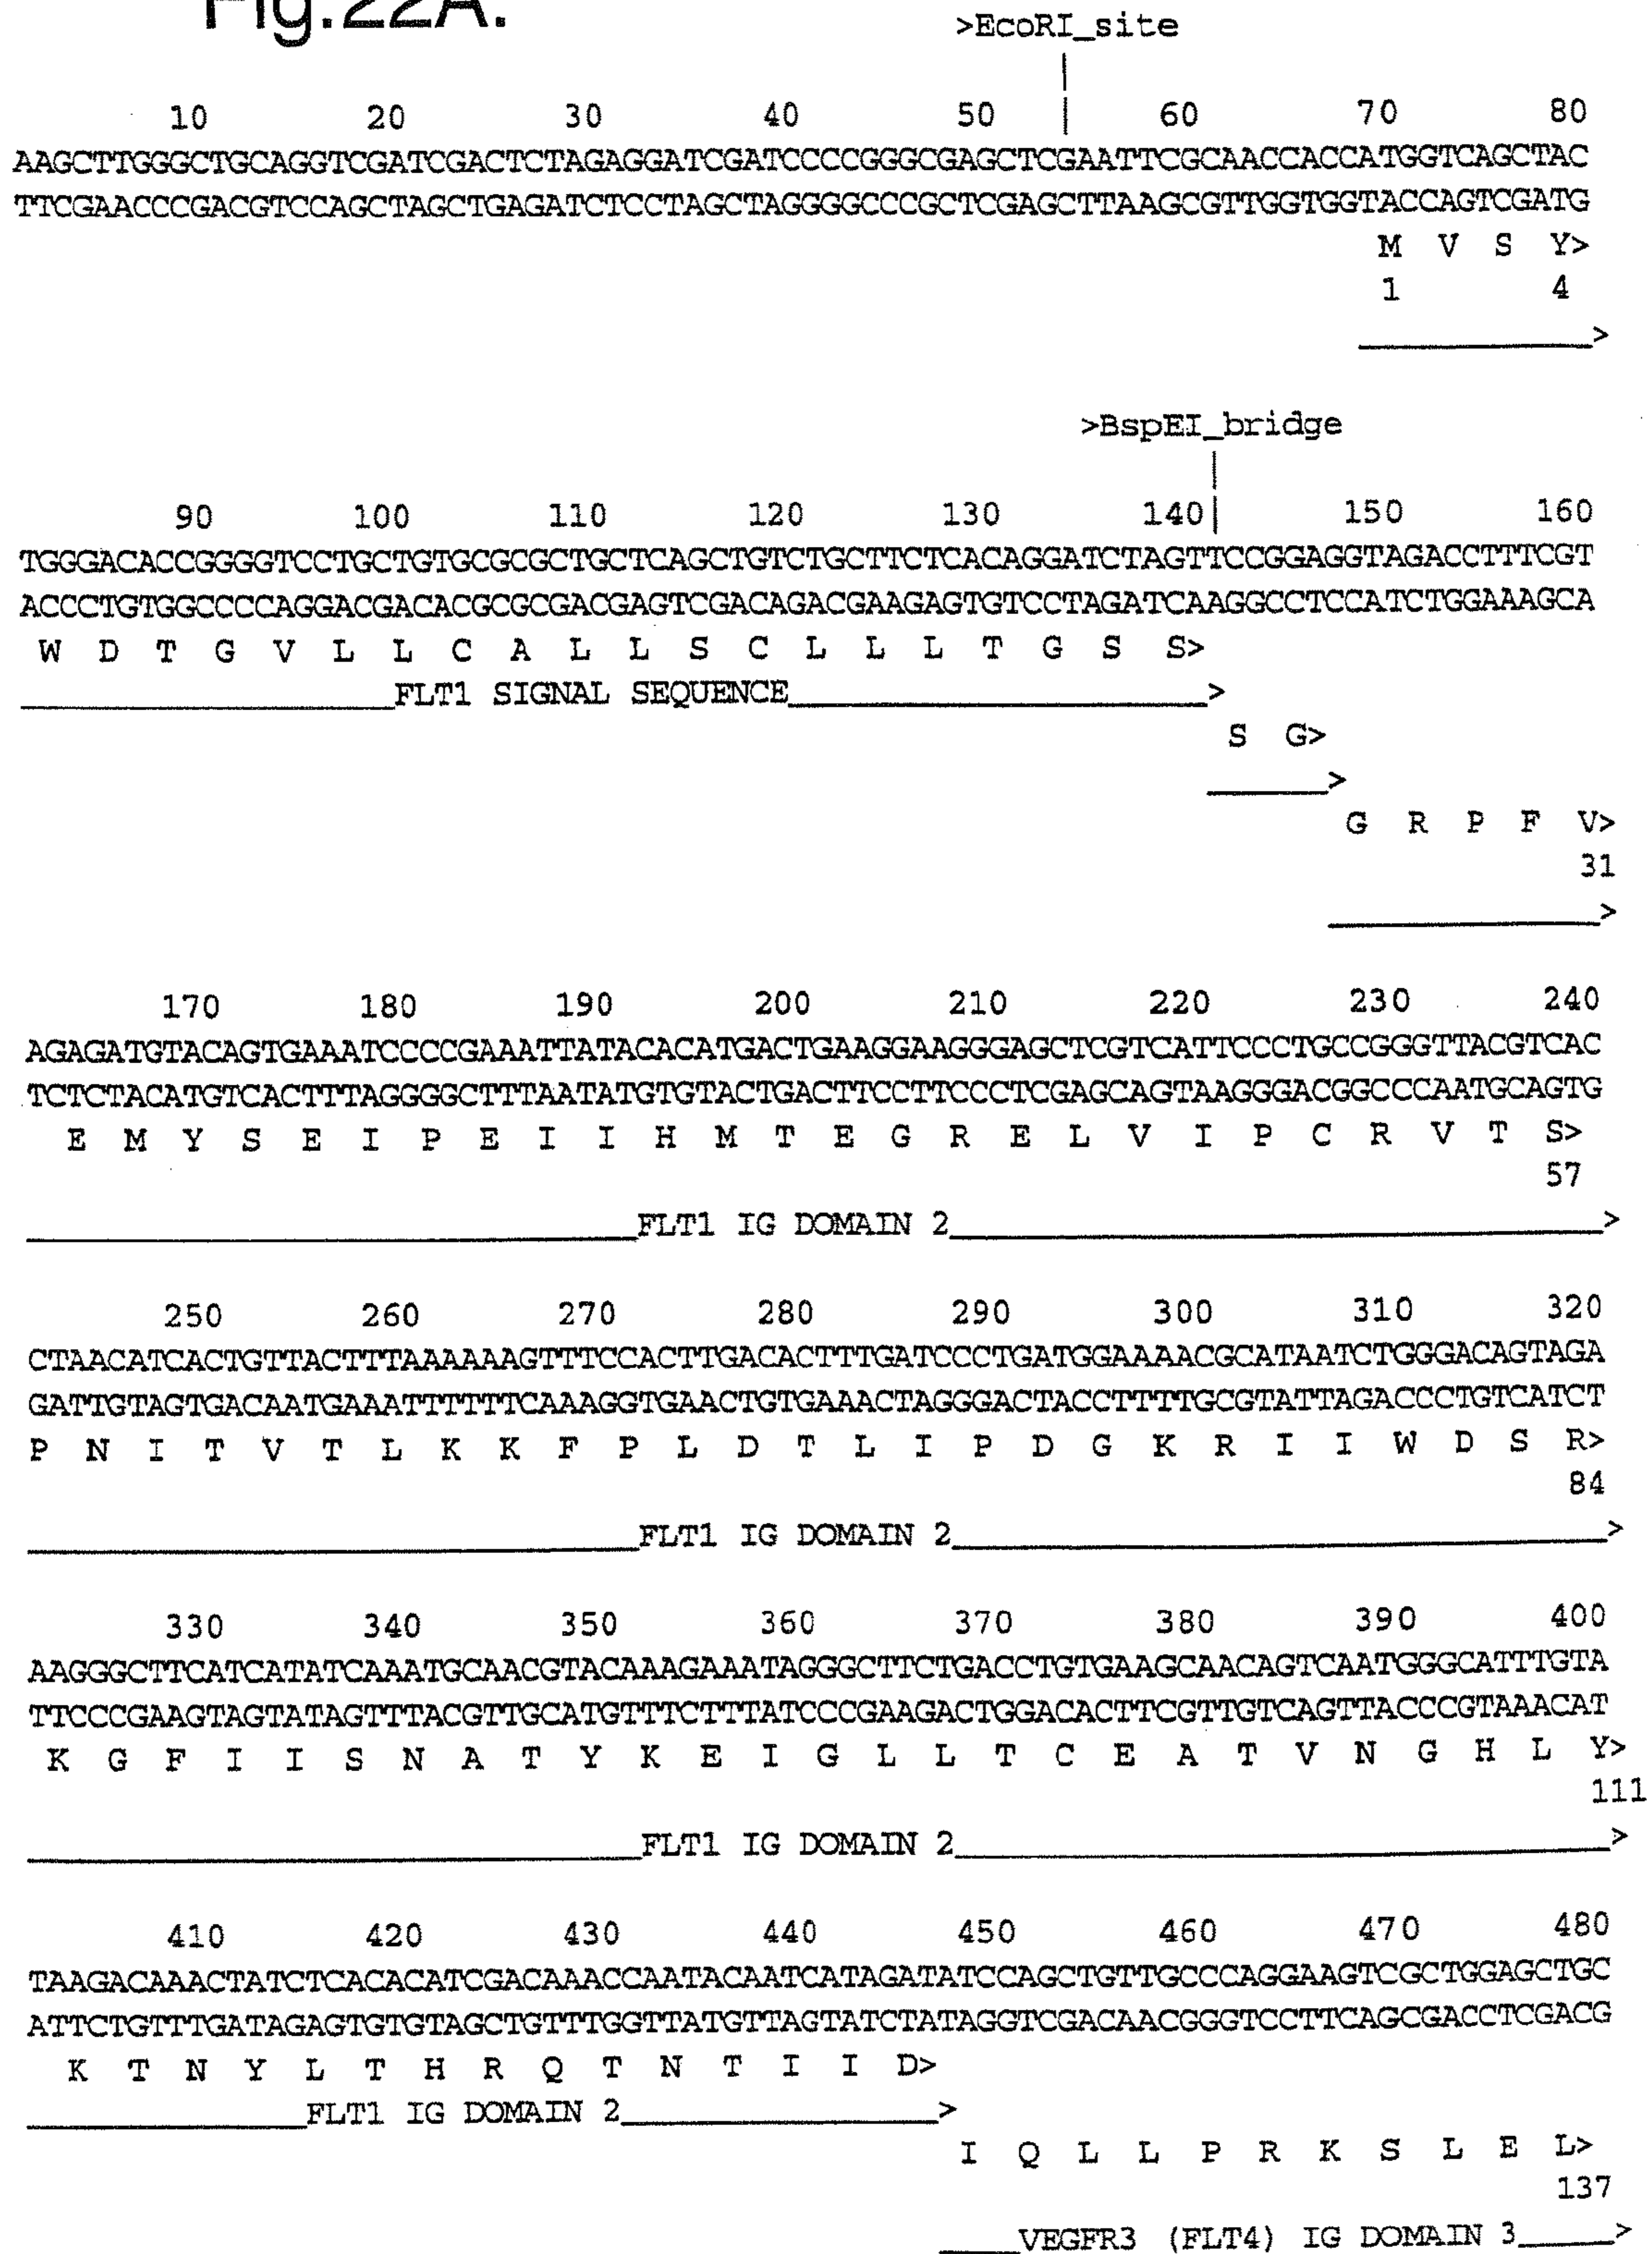 Fig.22A.
>EcoRI_site
10 20 30 40 50 60 70 80
AAGCTTGGGCTGCAGGTCGATCGACTCTAGAGGATCGATCCCCGGGCGAGCTCGAATTCGCAACCACCATGGTCAGCTAC
TTCGAACCCGACGTCCAGCTAGCTGAGATCTCCTAGCTAGGGGCCCGCTCGAGCTTAAGCGTTGGTGGTACCAGTCGATG
M V S Y>
1 4
>
>BspEI_bridge
90 100 110 120 130 140 150 160
TGGGACACCGGGGTCCTGCTGTGCGCGCTGCTCAGCTGTCTGCTTCTCACAGGATCTAGTTCCGGAGGTAGACCTTTCGT
ACCCTGTGGCCCCAGGACGACACGCGCGACGAGTCGACAGACGAAGAGTGTCCTAGATCAAGGCCTCCATCTGGAAAGCA
W D T G V L L C A L L S C L L L T G S S>
FLT1 SIGNAL SEQUENCE >
S G>
>
G R P F V>
31
>
170 180 190 200 210 220 230 240
AGAGATGTACAGTGAAATCCCCGAAATTATACACATGACTGAAGGAAGGGAGCTCGTCATTCCCTGCCGGGTTACGTCAC
TCTCTACATGTCACTTTAGGGGCTTTAATATGTGTACTGACTTCCTTCCCTCGAGCAGTAAGGGACGGCCCAATGCAGTG
E M Y S E I P E I I H M T E G R E L V I P C R V T S>
57
FLT1 IG DOMAIN 2 >
250 260 270 280 290 300 310 320
CTAACATCACTGTTACTTTAAAAAAGTTTCCACTTGACACTTTGATCCCTGATGGAAAACGCATAATCTGGGACAGTAGA
GATTGTAGTGACAATGAAATTTTTTCAAAGGTGAACTGTGAAACTAGGGACTACCTTTTGCGTATTAGACCCTGTCATCT
P N I T V T L K K F P L D T L I P D G K R I I W D S R>
84
FLT1 IG DOMAIN 2 >
330 340 350 360 370 380 390 400
AAGGGCTTCATCATATCAAATGCAACGTACAAAGAAATAGGGCTTCTGACCTGTGAAGCAACAGTCAATGGGCATTTGTA
TTCCCGAAGTAGTATAGTTTACGTTGCATGTTTCTTTATCCCGAAGACTGGACACTTCGTTGTCAGTTACCCGTAAACAT
K G F I I S N A T Y K E I G L L T C E A T V N G H L Y>
111
FLT1 IG DOMAIN 2 >
410 420 430 440 450 460 470 480
TAAGACAAACTATCTCACACATCGACAAACCAATACAATCATAGATATCCAGCTGTTGCCCAGGAAGTCGCTGGAGCTGC
ATTCTGTTTGATAGAGTGTGTAGCTGTTTGGTTATGTTAGTATCTATAGGTCGACAACGGGTCCTTCAGCGACCTCGACG
K T N Y L T H R Q T N T I I D>
FLT1 IG DOMAIN 2 >
I Q L L P R K S L E L>
137
VEGFR3 (FLT4) IG DOMAIN 3 >